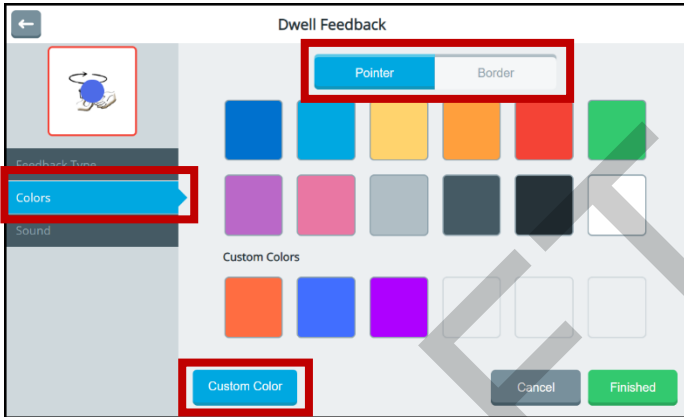 Dwell Feedback
Pointer Border
Feedback Type
Colors
Sound
Custom Colors
Custom Color
Cancel Finished